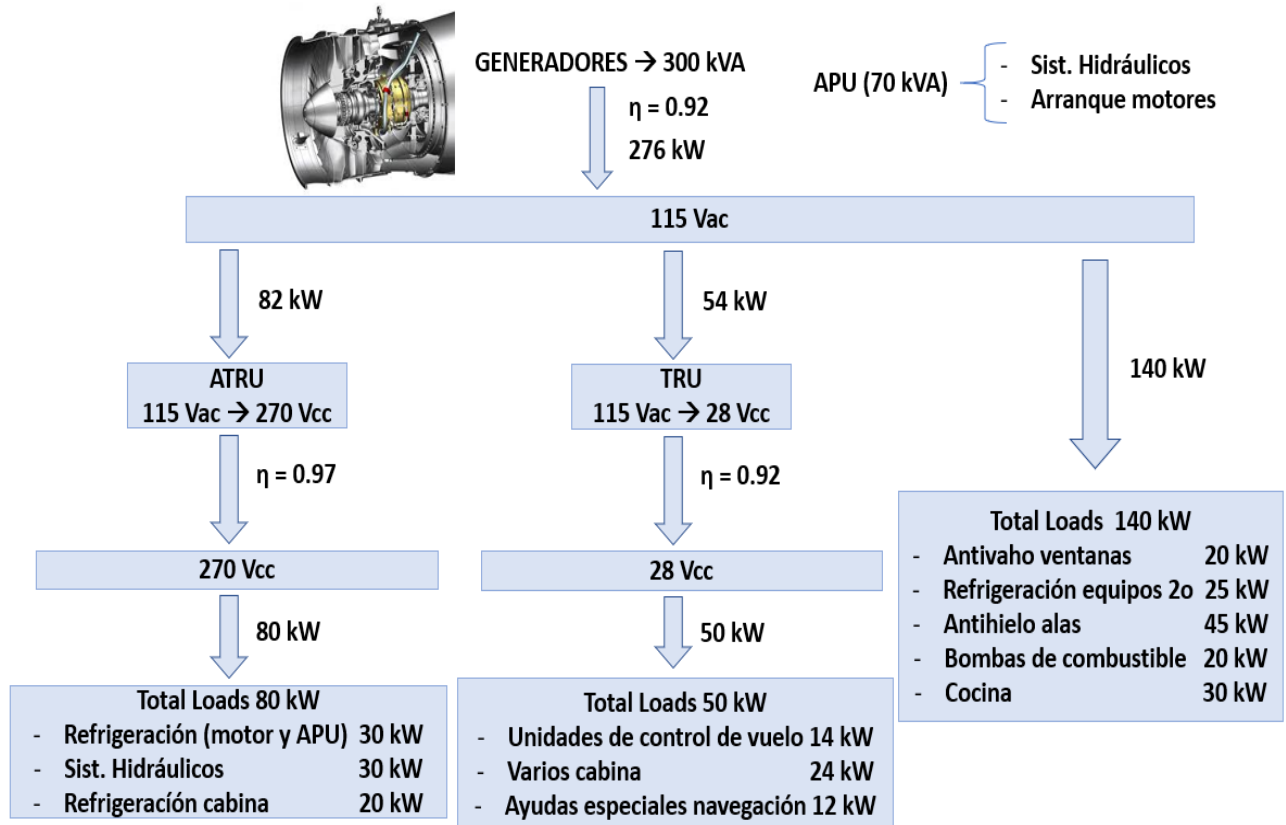 GENERADORES → 300 kVA
η = 0.92
276 kW
APU (70 kVA)
- Sist. Hidráulicos
- Arranque motores
115 Vac
82 kW
54 kW
140 kW
ATRU
115 Vac → 270 Vcc
TRU
115 Vac → 28 Vcc
η = 0.97
η = 0.92
270 Vcc
28 Vcc
80 kW
50 kW
Total Loads 80 kW
- Refrigeración (motor y APU) 30 kW
- Sist. Hidráulicos 30 kW
- Refrigeración cabina 20 kW
Total Loads 50 kW
- Unidades de control de vuelo 14 kW
- Varios cabina 24 kW
- Ayudas especiales navegación 12 kW
Total Loads 140 kW
- Antivaho ventanas 20 kW
- Refrigeración equipos 2o 25 kW
- Antihielo alas 45 kW
- Bombas de combustible 20 kW
- Cocina 30 kW